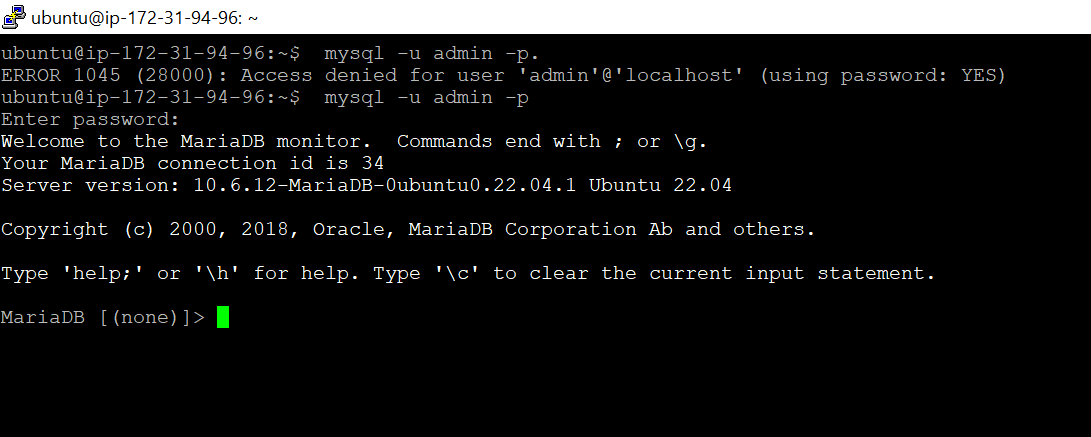 ubuntu@ip-172-31-94-96: ~
ubuntu@ip-172-31-94-96:~$  mysql -u admin -p.
ERROR 1045 (28000): Access denied for user 'admin'@'localhost' (using password: YES)
ubuntu@ip-172-31-94-96:~$  mysql -u admin -p
Enter password:
Welcome to the MariaDB monitor.  Commands end with ; or \g.
Your MariaDB connection id is 34
Server version: 10.6.12-MariaDB-0ubuntu0.22.04.1 Ubuntu 22.04
Copyright (c) 2000, 2018, Oracle, MariaDB Corporation Ab and others.
Type 'help;' or '\h' for help. Type '\c' to clear the current input statement.
MariaDB [(none)]>